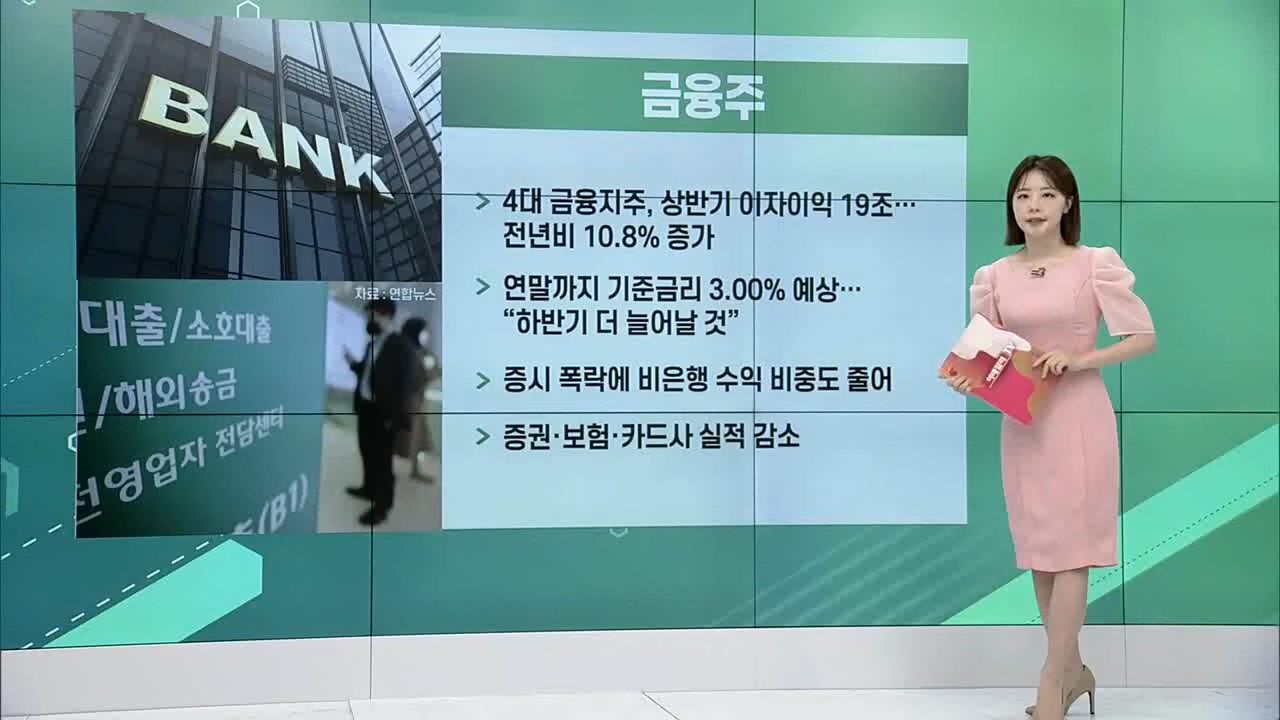 BANK
금융주
4대 금융지주, 상반기 이자이익 19조…
전년비 10.8% 증가
연말까지 기준금리 3.00% 예상…
“하반기 더 늘어날 것”
증시 폭락에 비은행 수익 비중도 줄어
증권·보험·카드사 실적 감소
자료 : 연합뉴스
대출/소호대출
/해외송금
영업자 전담센터
(B1)